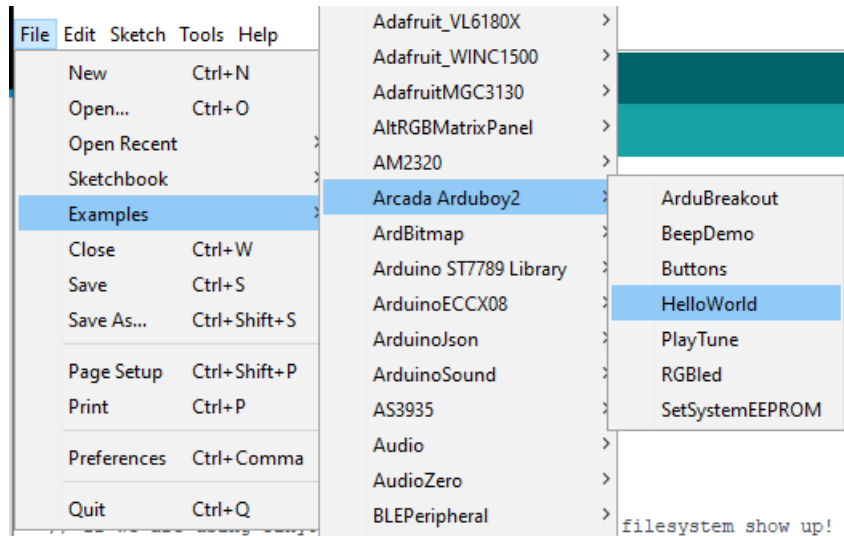 File Edit Sketch Tools Help
New Ctrl+N
Open... Ctrl+O
Open Recent >
Sketchbook >
Examples >
Close Ctrl+W
Save Ctrl+S
Save As... Ctrl+Shift+S
Page Setup Ctrl+Shift+P
Print Ctrl+P
Preferences Ctrl+Comma
Quit Ctrl+Q
Adafruit_VL6180X >
Adafruit_WINC1500 >
AdafruitMGC3130 >
AltRGBMatrixPanel >
AM2320 >
Arcada Arduboy2 >
ArdBitmap >
Arduino ST7789 Library >
ArduinoECCX08 >
ArduinoJson >
ArduinoSound >
AS3935 >
Audio >
AudioZero >
BLEPeripheral >
ArduBreakout
BeepDemo
Buttons
HelloWorld
PlayTune
RGBled
SetSystemEEPROM
filesystem show up!